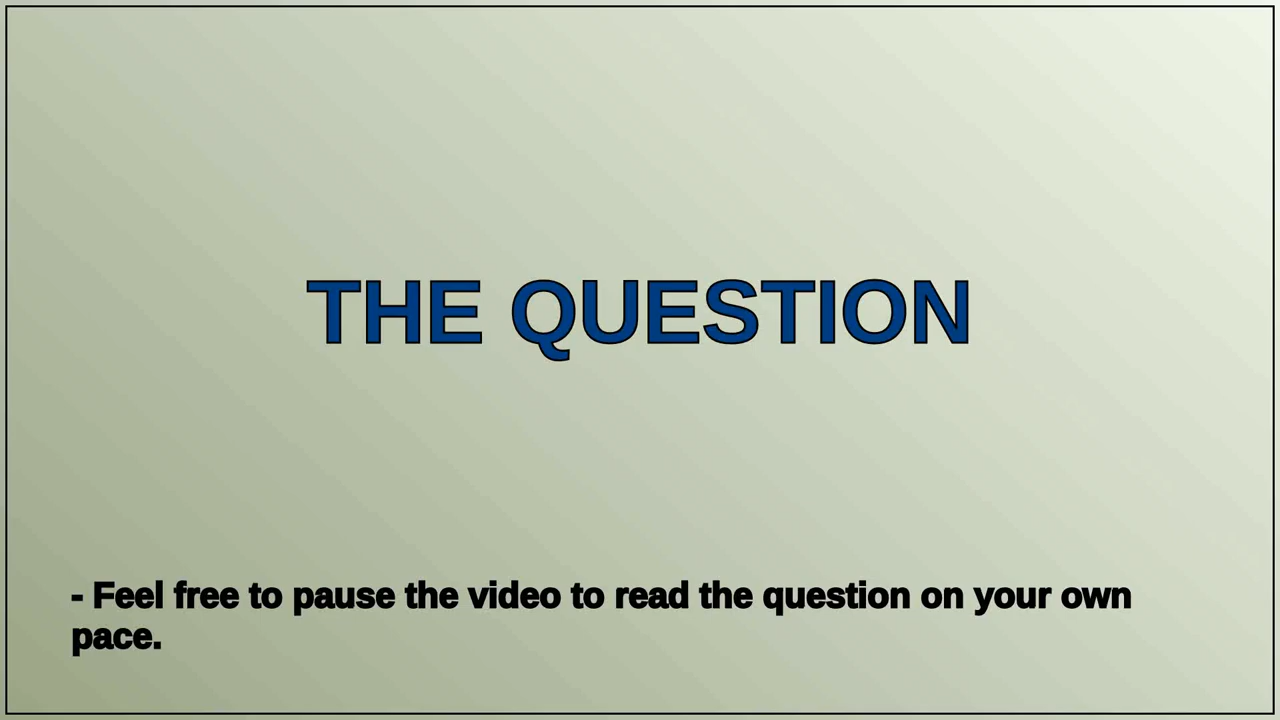 THE QUESTION
- Feel free to pause the video to read the question on your own
pace.